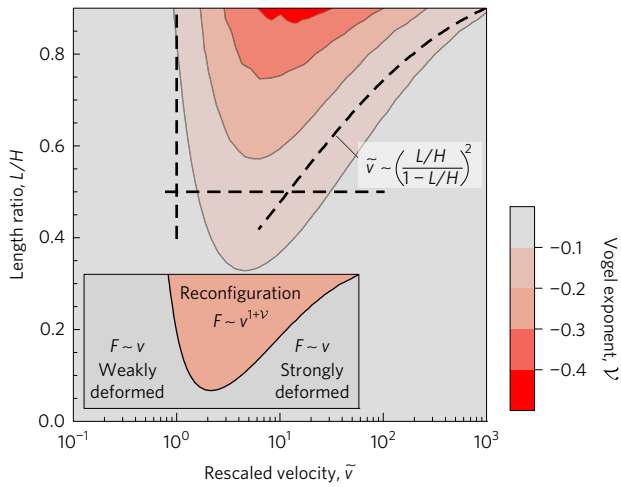 0.8
0.6
0.4
0.2
0.0
Length ratio, L/H
10⁻¹
10⁰
10¹
10²
10³
Rescaled velocity, ṽ
ṽ ~ (L/H / 1 – L/H)²
Reconfiguration
F ~ v¹⁺𝒱
F ~ v
Weakly
deformed
F ~ v
Strongly
deformed
–0.1
–0.2
–0.3
–0.4
Vogel exponent, 𝒱